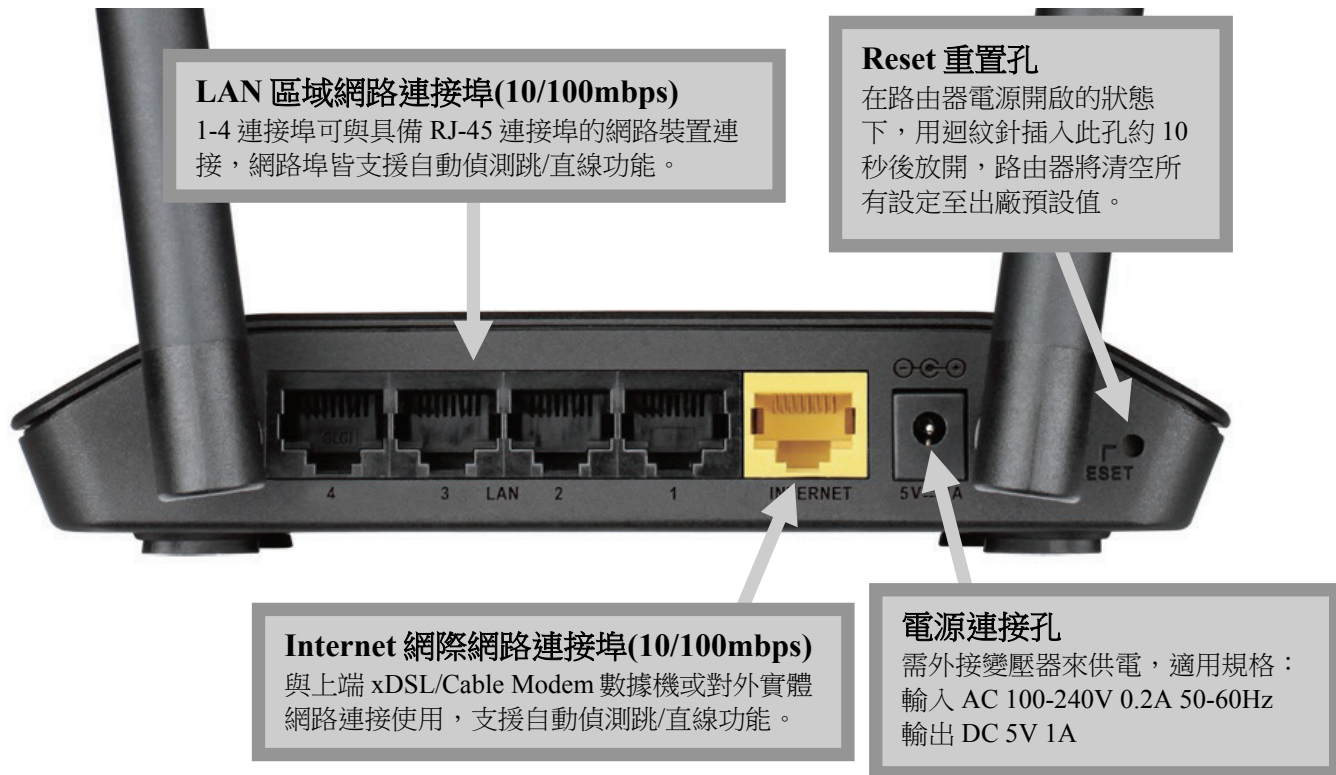 LAN 區域網路連接埠(10/100mbps)
1-4 連接埠可與具備 RJ-45 連接埠的網路裝置連
接，網路埠皆支援自動偵測跳/直線功能。
Reset 重置孔
在路由器電源開啟的狀態
下，用迴紋針插入此孔約 10
秒後放開，路由器將清空所
有設定至出廠預設值。
4 3 LAN 2 1
ESET
Internet 網際網路連接埠(10/100mbps)
與上端 xDSL/Cable Modem 數據機或對外實體
網路連接使用，支援自動偵測跳/直線功能。
電源連接孔
需外接變壓器來供電，適用規格：
輸入 AC 100-240V 0.2A 50-60Hz
輸出 DC 5V 1A